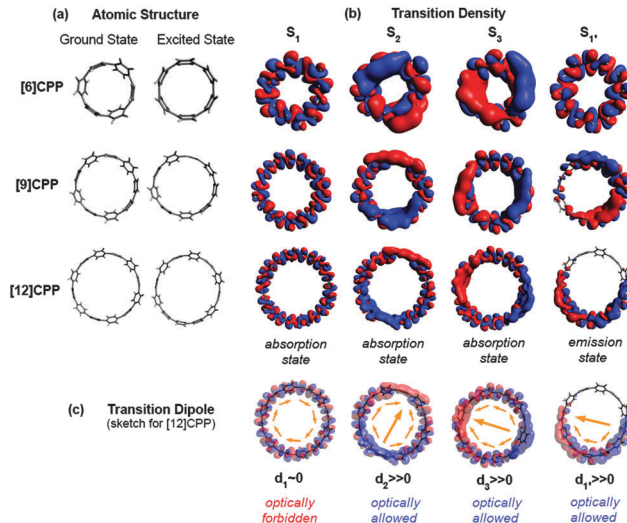 (a) Atomic Structure (b) Transition Density
Ground State Excited State S1 S2 S3 S1'
[6]CPP
[9]CPP
[12]CPP
absorption state absorption state absorption state emission state
(c) Transition Dipole
(sketch for [12]CPP)
d1~0 d2>>0 d3>>0 d1'>>0
optically forbidden optically allowed optically allowed optically allowed